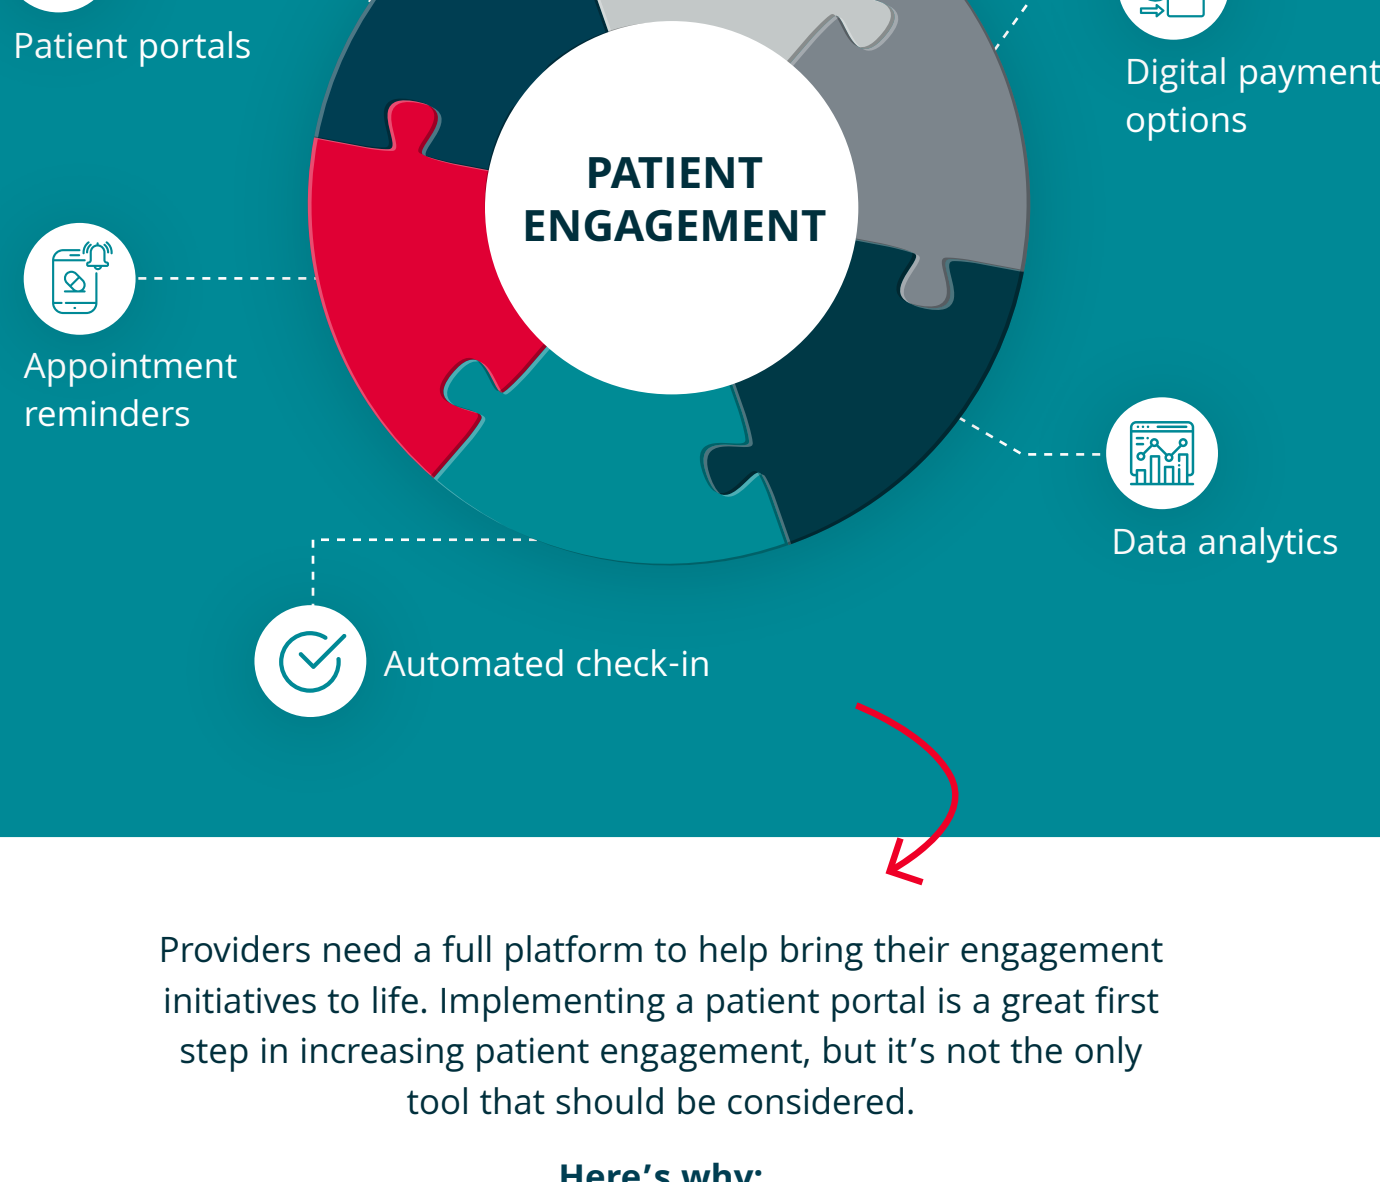 Patient portals
Digital payment
options
PATIENT
ENGAGEMENT
Appointment
reminders
Data analytics
Automated check-in
Providers need a full platform to help bring their engagement
initiatives to life. Implementing a patient portal is a great first
step in increasing patient engagement, but it’s not the only
tool that should be considered.
Here’s why: